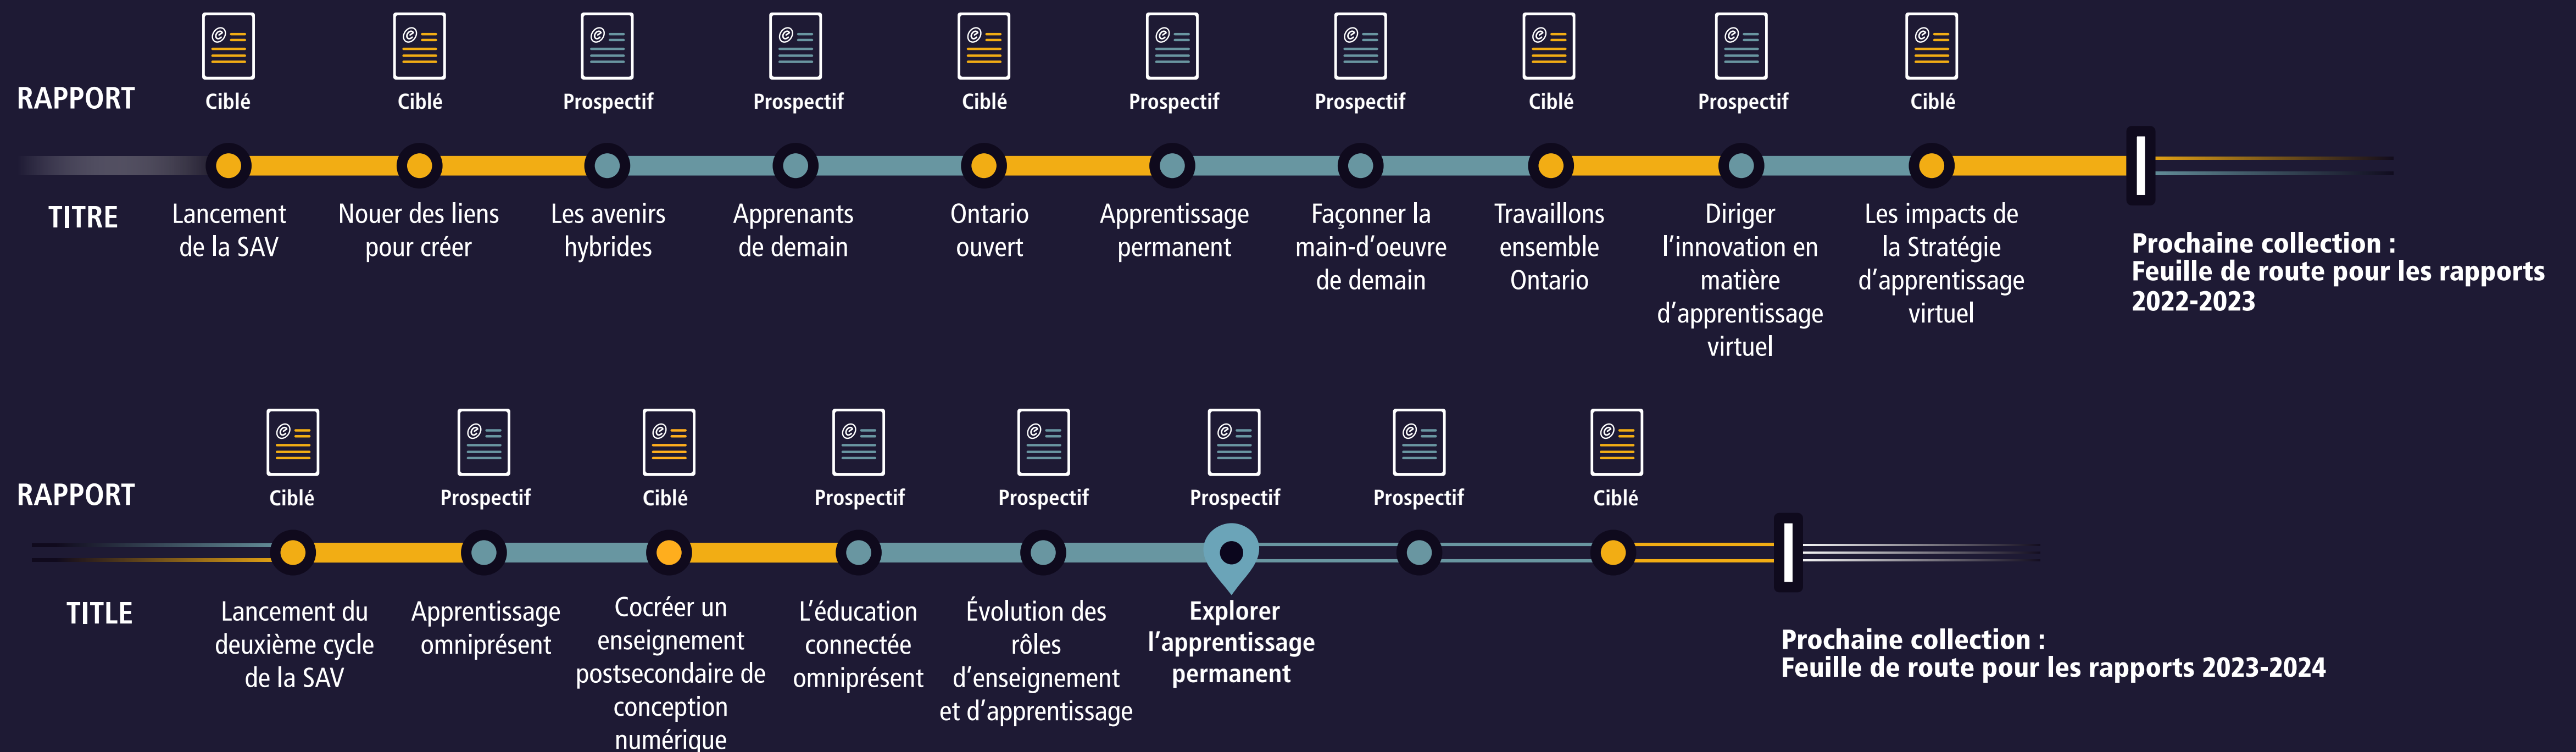 RAPPORT
Ciblé
Ciblé
Prospectif
Prospectif
Ciblé
Prospectif
Prospectif
Ciblé
Prospectif
Ciblé
TITRE
Lancement
de la SAV
Nouer des liens
pour créer
Les avenirs
hybrides
Apprenants
de demain
Ontario
ouvert
Apprentissage
permanent
Façonner la
main-d'oeuvre
de demain
Travaillons
ensemble
Ontario
Diriger
l'innovation en
matière
d'apprentissage
virtuel
Les impacts de
la Stratégie
d'apprentissage
virtuel
Prochaine collection :
Feuille de route pour les rapports
2022-2023
RAPPORT
Ciblé
Prospectif
Ciblé
Prospectif
Prospectif
Prospectif
Prospectif
Ciblé
TITLE
Lancement du
deuxième cycle
de la SAV
Apprentissage
omniprésent
Cocréer un
enseignement
postsecondaire de
conception
numérique
L'éducation
connectée
omniprésent
Évolution des
rôles
d'enseignement
et d'apprentissage
Explorer
l'apprentissage
permanent
Prochaine collection :
Feuille de route pour les rapports 2023-2024